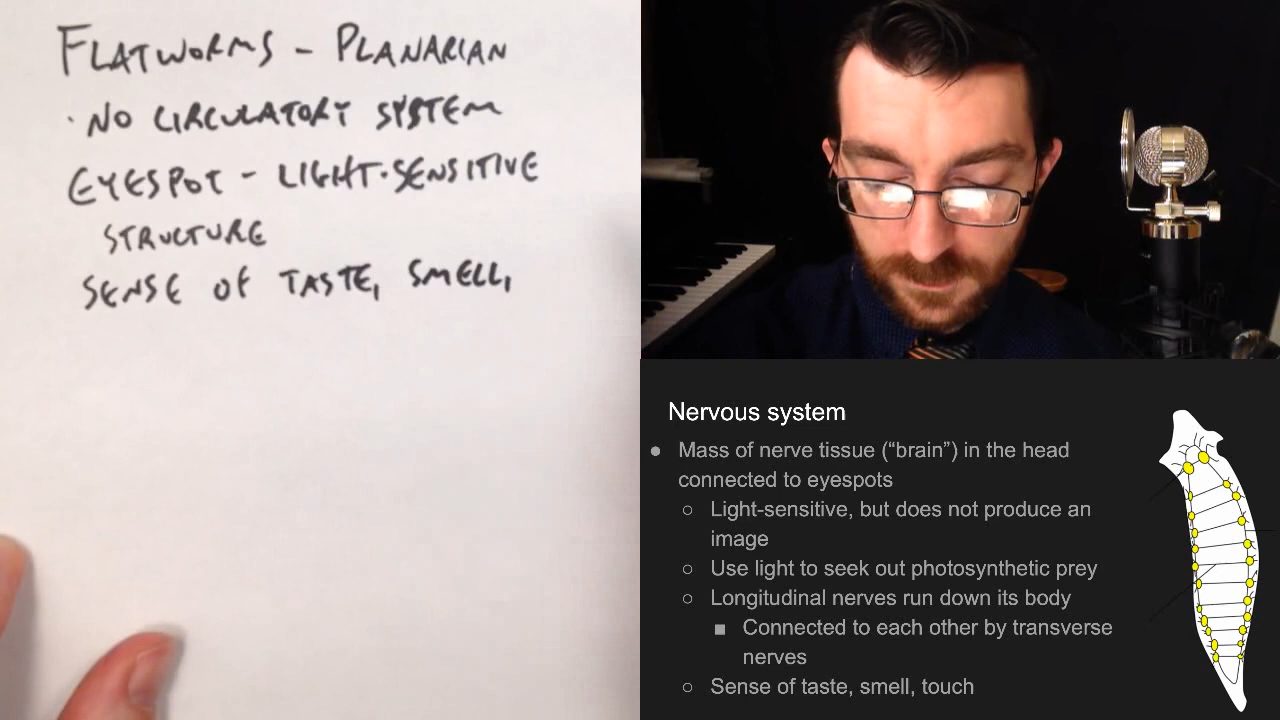 FLATWORMS - PLANARIAN
· NO CIRCULATORY SYSTEM
EYESPOT - LIGHT-SENSITIVE
STRUCTURE
SENSE OF TASTE, SMELL,
Nervous system
● Mass of nerve tissue (“brain”) in the head
connected to eyespots
○ Light-sensitive, but does not produce an
image
○ Use light to seek out photosynthetic prey
○ Longitudinal nerves run down its body
■ Connected to each other by transverse
nerves
○ Sense of taste, smell, touch